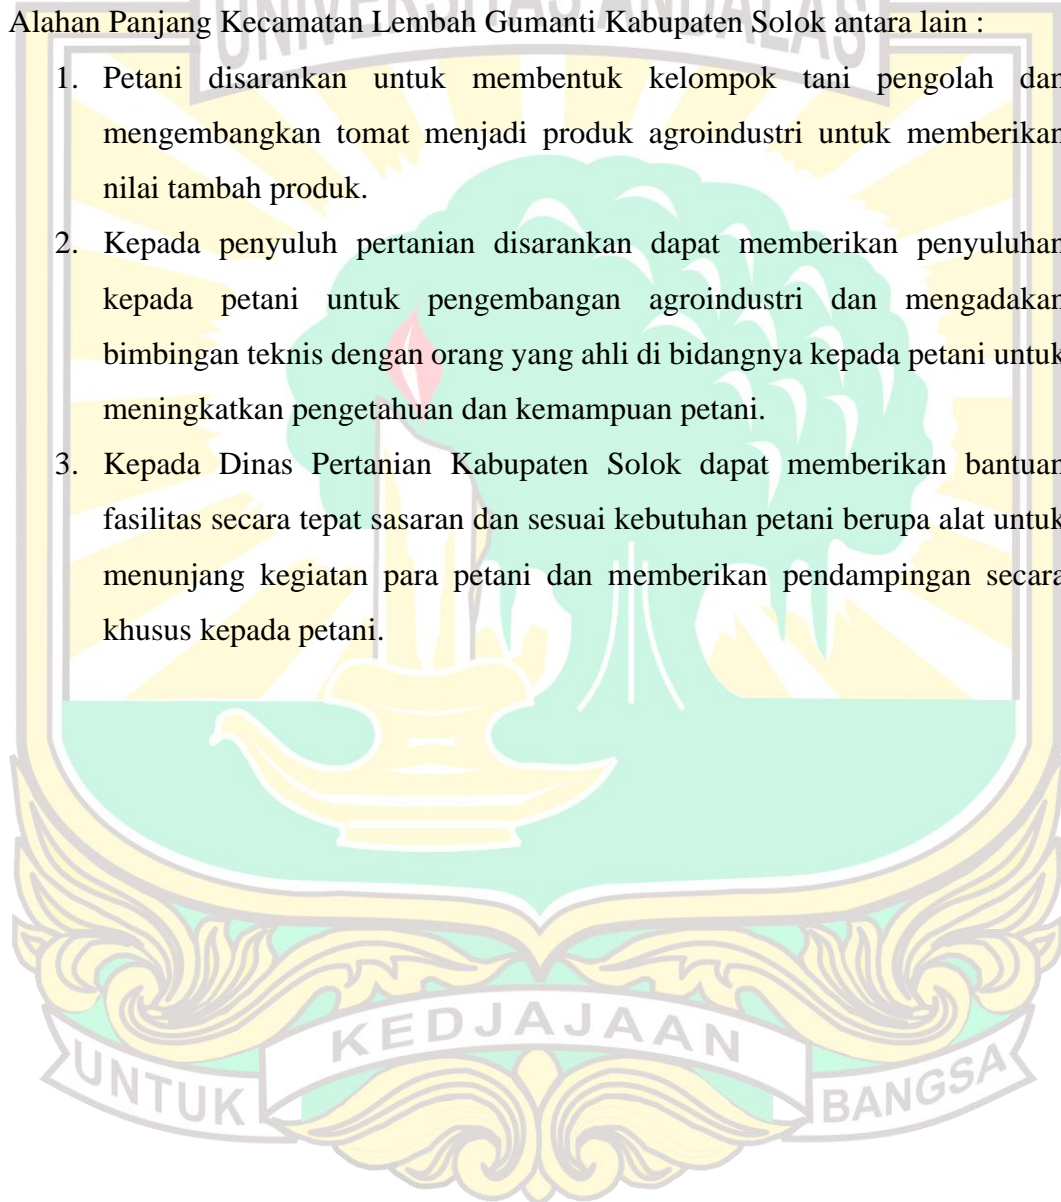 UNIVERSITAS ANDALAS
Alahan Panjang Kecamatan Lembah Gumanti Kabupaten Solok antara lain :
1. Petani disarankan untuk membentuk kelompok tani pengolah dan
mengembangkan tomat menjadi produk agroindustri untuk memberikan
nilai tambah produk.
2. Kepada penyuluh pertanian disarankan dapat memberikan penyuluhan
kepada petani untuk pengembangan agroindustri dan mengadakan
bimbingan teknis dengan orang yang ahli di bidangnya kepada petani untuk
meningkatkan pengetahuan dan kemampuan petani.
3. Kepada Dinas Pertanian Kabupaten Solok dapat memberikan bantuan
fasilitas secara tepat sasaran dan sesuai kebutuhan petani berupa alat untuk
menunjang kegiatan para petani dan memberikan pendampingan secara
khusus kepada petani.
UNTUK KEDJAJAAN BANGSA